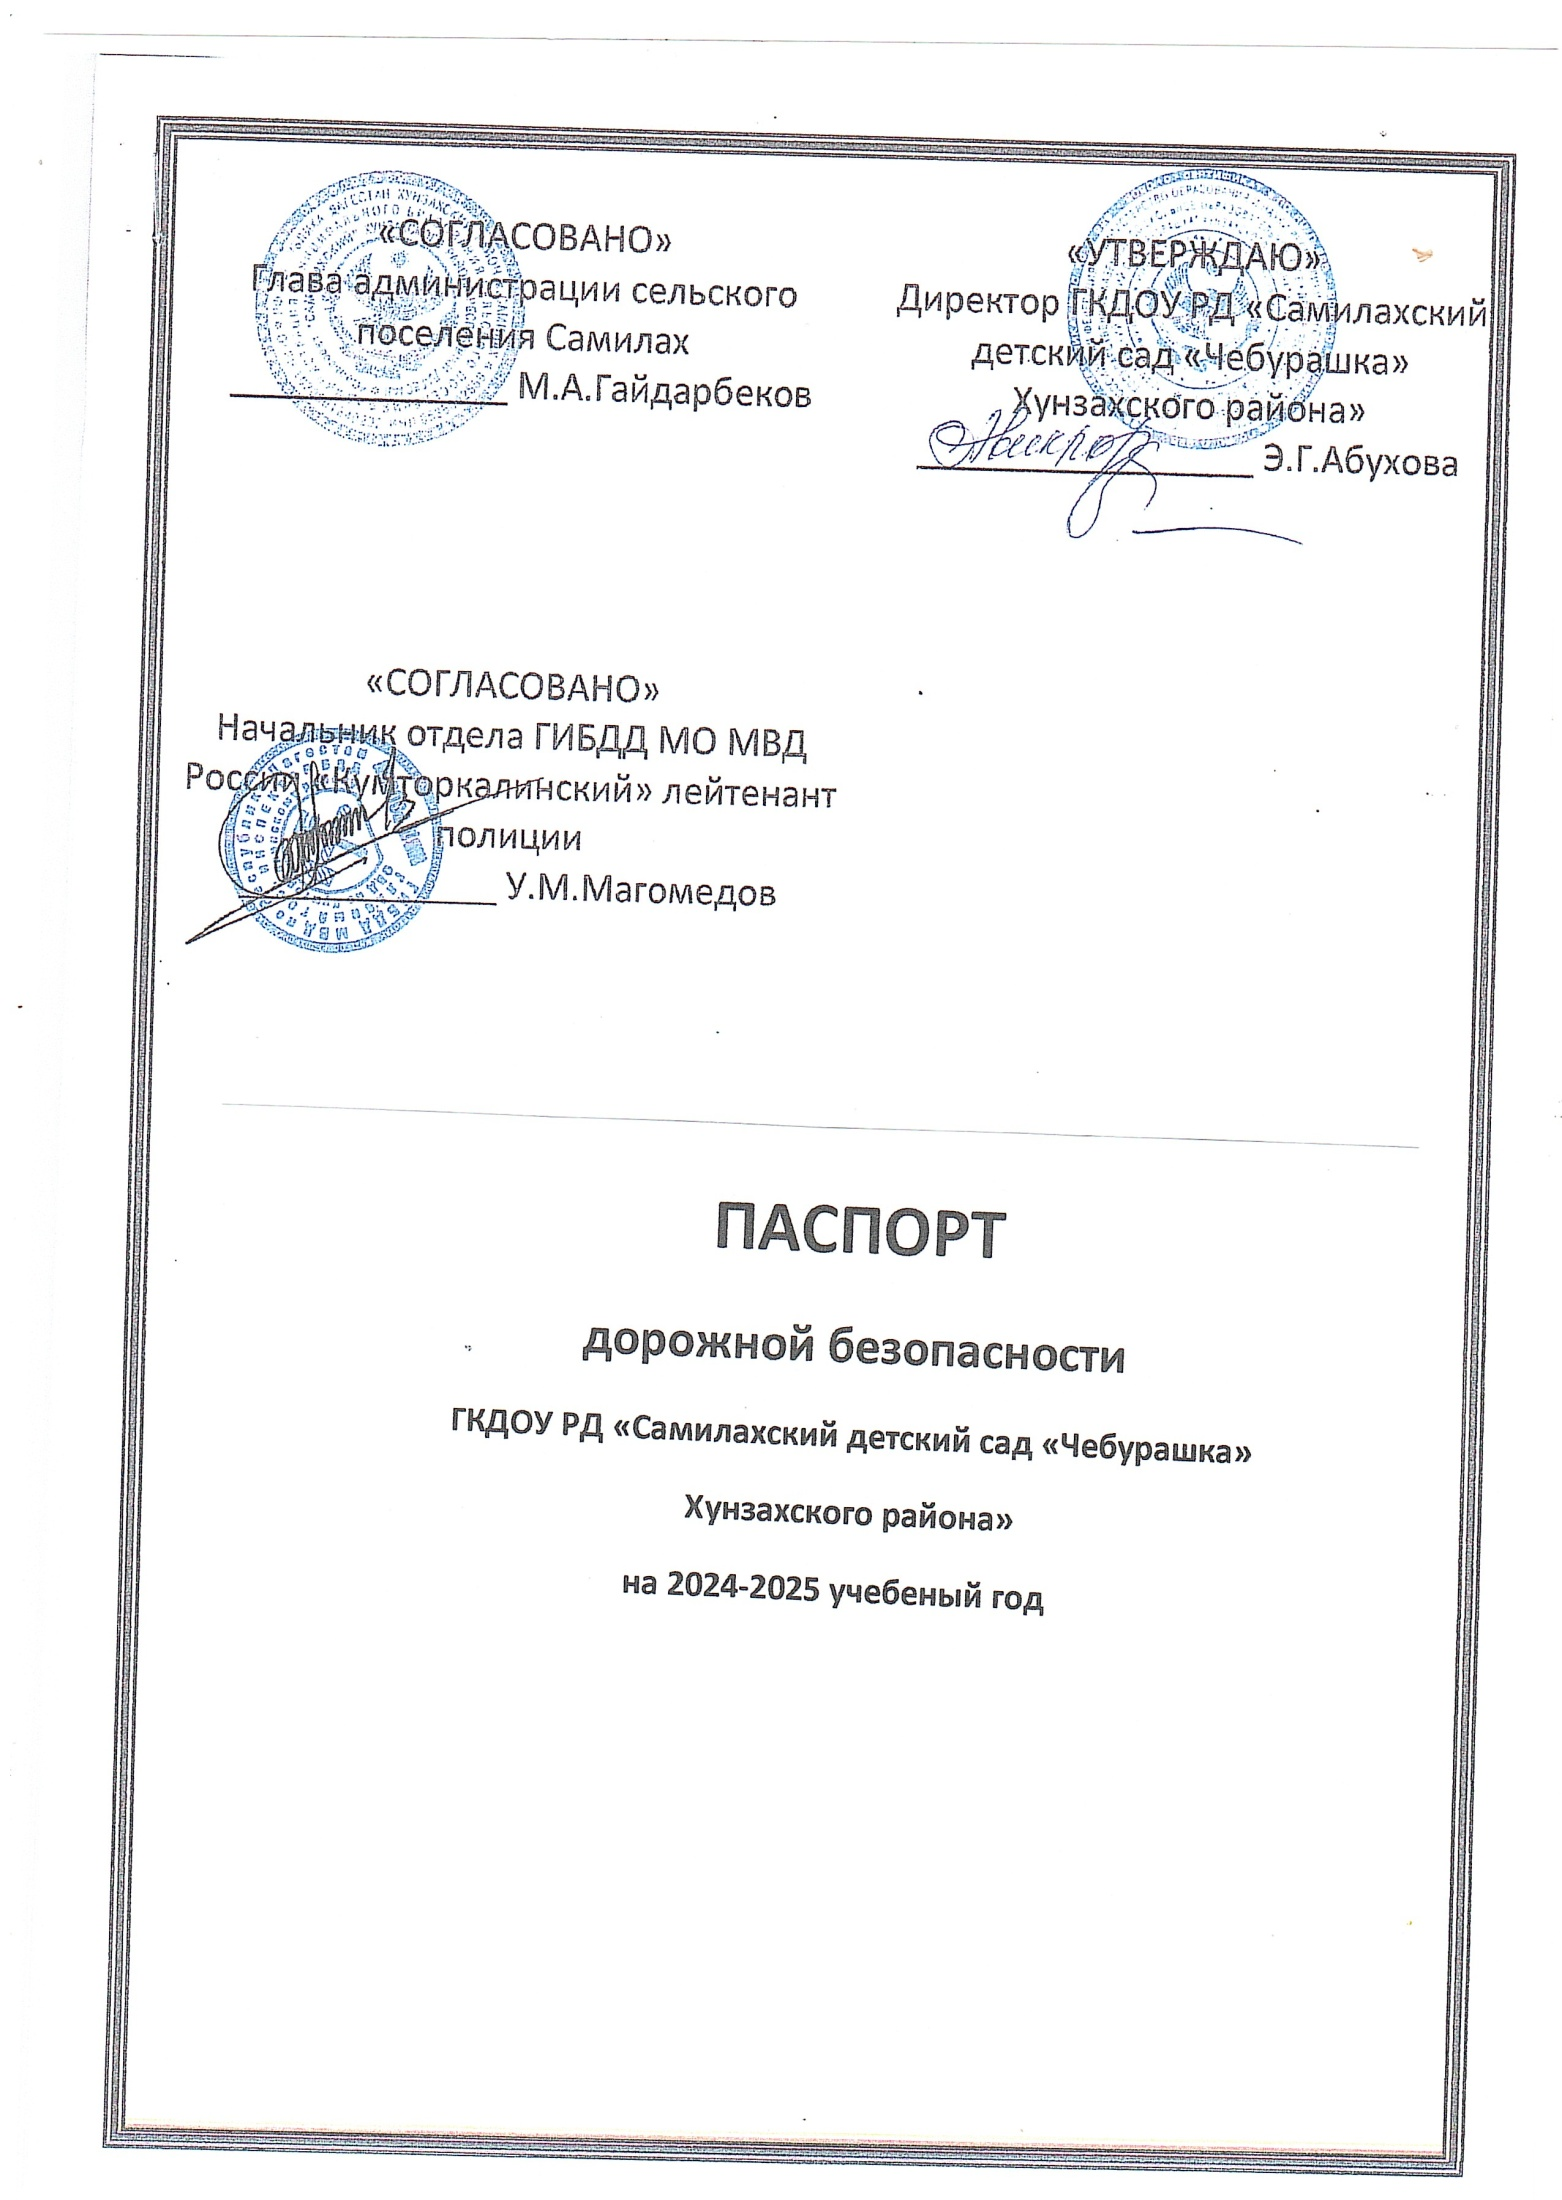 «СОГЛАСОВАНО»
Глава администрации сельского
поселения Самилах
М.А.Гайдарбеков
«УТВЕРЖДАЮ»
Директор ГКДОУ РД «Самилахский
детский сад «Чебурашка»
Хунзахского района»
Э.Г.Абухова
«СОГЛАСОВАНО»
Начальник отдела ГИБДД МО МВД
России «Кумторкалинский» лейтенант
полиции
У.М.Магомедов
ПАСПОРТ
дорожной безопасности
ГКДОУ РД «Самилахский детский сад «Чебурашка»
Хунзахского района»
на 2024-2025 учебеный год